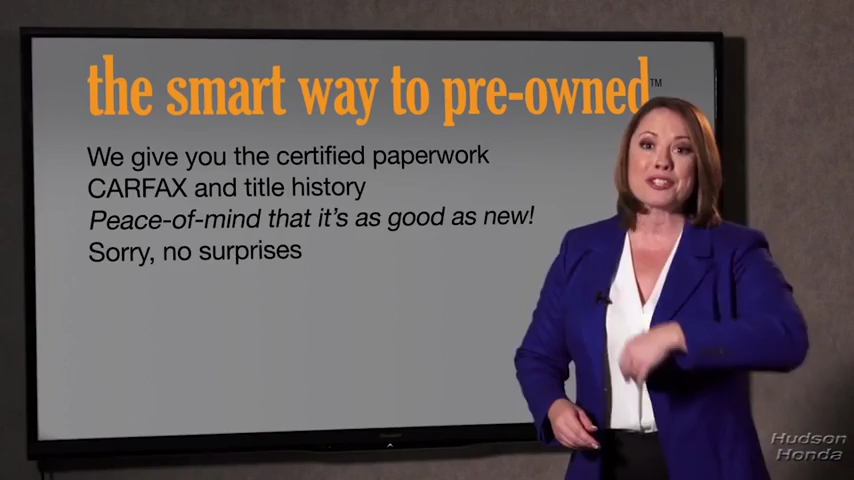 the smart way to pre-owned™
We give you the certified paperwork
CARFAX and title history
Peace-of-mind that it's as good as new!
Sorry, no surprises
Hudson
Honda